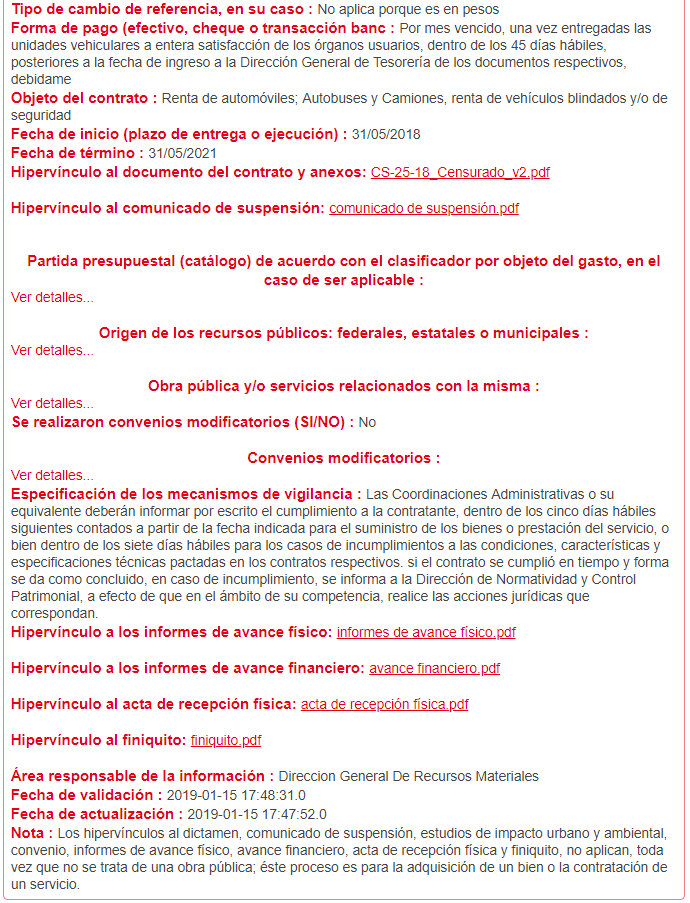 Tipo de cambio de referencia, en su caso : No aplica porque es en pesos
Forma de pago (efectivo, cheque o transacción banc : Por mes vencido, una vez entregadas las
unidades vehiculares a entera satisfacción de los órganos usuarios, dentro de los 45 días hábiles,
posteriores a la fecha de ingreso a la Dirección General de Tesorería de los documentos respectivos,
debidame
Objeto del contrato : Renta de automóviles; Autobuses y Camiones, renta de vehículos blindados y/o de
seguridad
Fecha de inicio (plazo de entrega o ejecución) : 31/05/2018
Fecha de término : 31/05/2021
Hipervínculo al documento del contrato y anexos: CS-25-18_Censurado_v2.pdf
Hipervínculo al comunicado de suspensión: comunicado de suspensión.pdf
Partida presupuestal (catálogo) de acuerdo con el clasificador por objeto del gasto, en el
caso de ser aplicable :
Ver detalles...
Origen de los recursos públicos: federales, estatales o municipales :
Ver detalles...
Obra pública y/o servicios relacionados con la misma :
Ver detalles...
Se realizaron convenios modificatorios (SI/NO) : No
Convenios modificatorios :
Ver detalles...
Especificación de los mecanismos de vigilancia : Las Coordinaciones Administrativas o su
equivalente deberán informar por escrito el cumplimiento a la contratante, dentro de los cinco días hábiles
siguientes contados a partir de la fecha indicada para el suministro de los bienes o prestación del servicio, o
bien dentro de los siete días hábiles para los casos de incumplimientos a las condiciones, características y
especificaciones técnicas pactadas en los contratos respectivos. si el contrato se cumplió en tiempo y forma
se da como concluido, en caso de incumplimiento, se informa a la Dirección de Normatividad y Control
Patrimonial, a efecto de que en el ámbito de su competencia, realice las acciones jurídicas que
correspondan.
Hipervínculo a los informes de avance físico: informes de avance físico.pdf
Hipervínculo a los informes de avance financiero: avance financiero.pdf
Hipervínculo al acta de recepción física: acta de recepción física.pdf
Hipervínculo al finiquito: finiquito.pdf
Área responsable de la información : Direccion General De Recursos Materiales
Fecha de validación : 2019-01-15 17:48:31.0
Fecha de actualización : 2019-01-15 17:47:52.0
Nota : Los hipervínculos al dictamen, comunicado de suspensión, estudios de impacto urbano y ambiental,
convenio, informes de avance físico, avance financiero, acta de recepción física y finiquito, no aplican, toda
vez que no se trata de una obra pública; éste proceso es para la adquisición de un bien o la contratación de
un servicio.